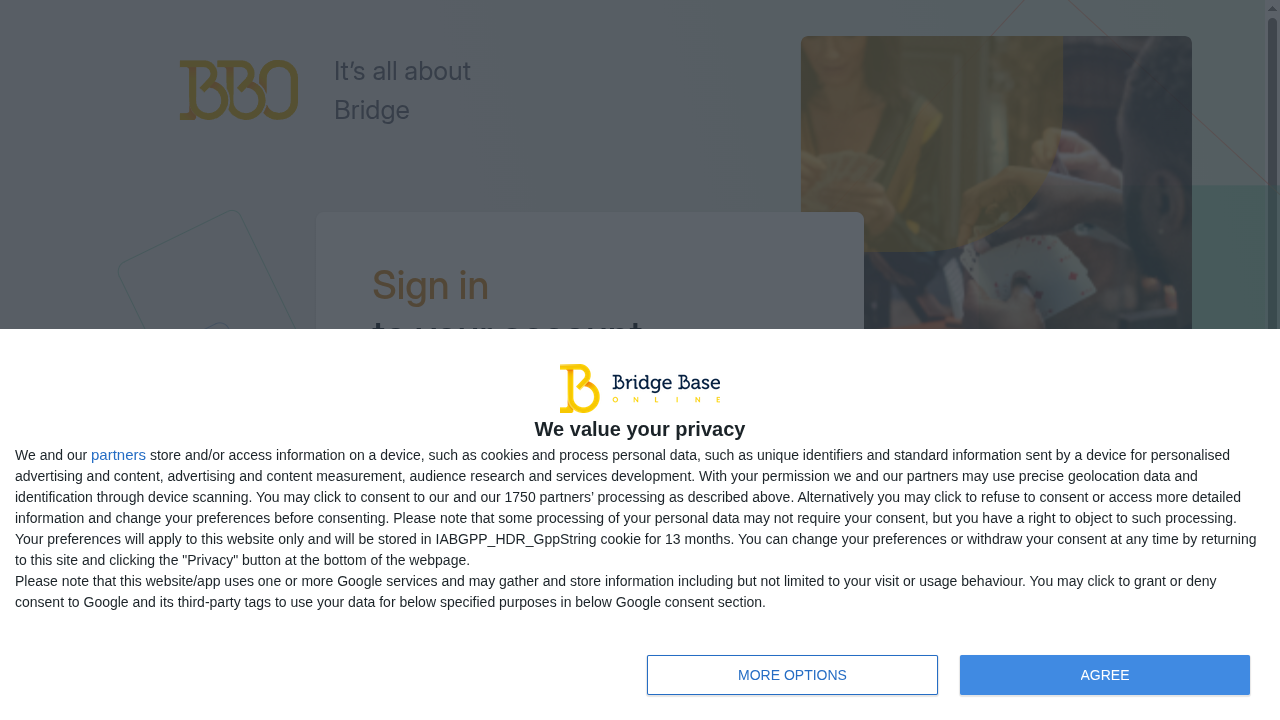 BBO
It's all about
Bridge
Sign in
to your account
Bridge Base
ONLINE
We value your privacy
We and our partners store and/or access information on a device, such as cookies and process personal data, such as unique identifiers and standard information sent by a device for personalised
advertising and content, advertising and content measurement, audience research and services development. With your permission we and our partners may use precise geolocation data and
identification through device scanning. You may click to consent to our and our 1750 partners’ processing as described above. Alternatively you may click to refuse to consent or access more detailed
information and change your preferences before consenting. Please note that some processing of your personal data may not require your consent, but you have a right to object to such processing.
Your preferences will apply to this website only and will be stored in IABGPP_HDR_GppString cookie for 13 months. You can change your preferences or withdraw your consent at any time by returning
to this site and clicking the "Privacy" button at the bottom of the webpage.
Please note that this website/app uses one or more Google services and may gather and store information including but not limited to your visit or usage behaviour. You may click to grant or deny
consent to Google and its third-party tags to use your data for below specified purposes in below Google consent section.
MORE OPTIONS
AGREE